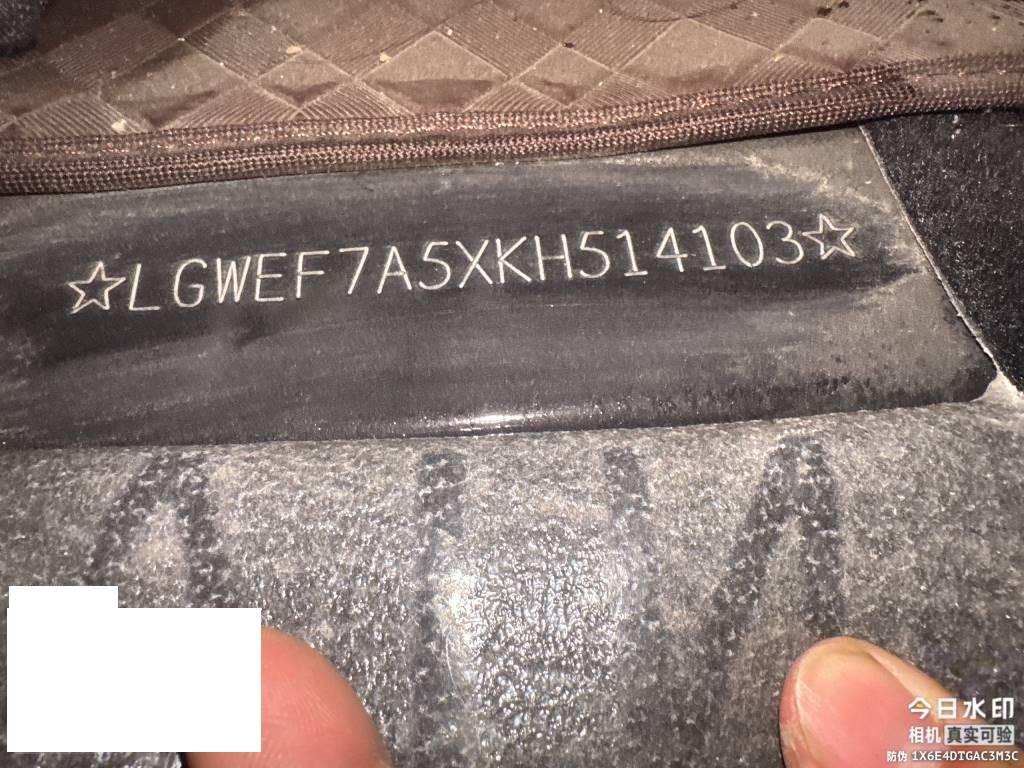 ☆LGWEF7A5XKH514103☆
今日水印
相机 真实可验
防伪 1X6E4DTGAC3M3C